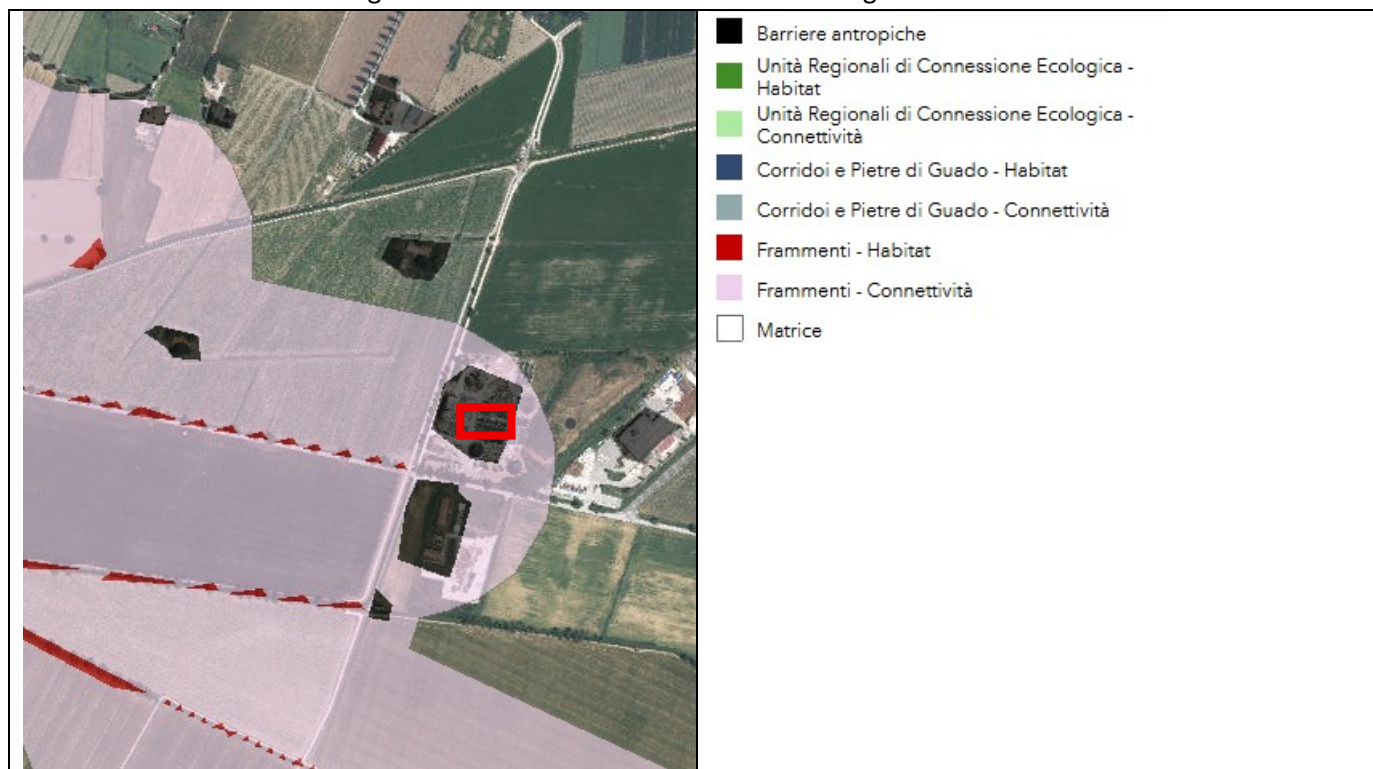 Barriere antropiche
Unità Regionali di Connessione Ecologica -
Habitat
Unità Regionali di Connessione Ecologica -
Connettività
Corridoi e Pietre di Guado - Habitat
Corridoi e Pietre di Guado - Connettività
Frammenti - Habitat
Frammenti - Connettività
Matrice